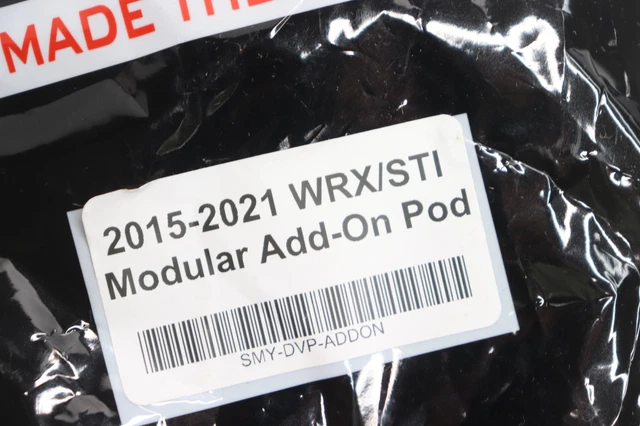 MADE THE
2015-2021 WRX/STI
Modular Add-On Pod
SMY-DVP-ADDON